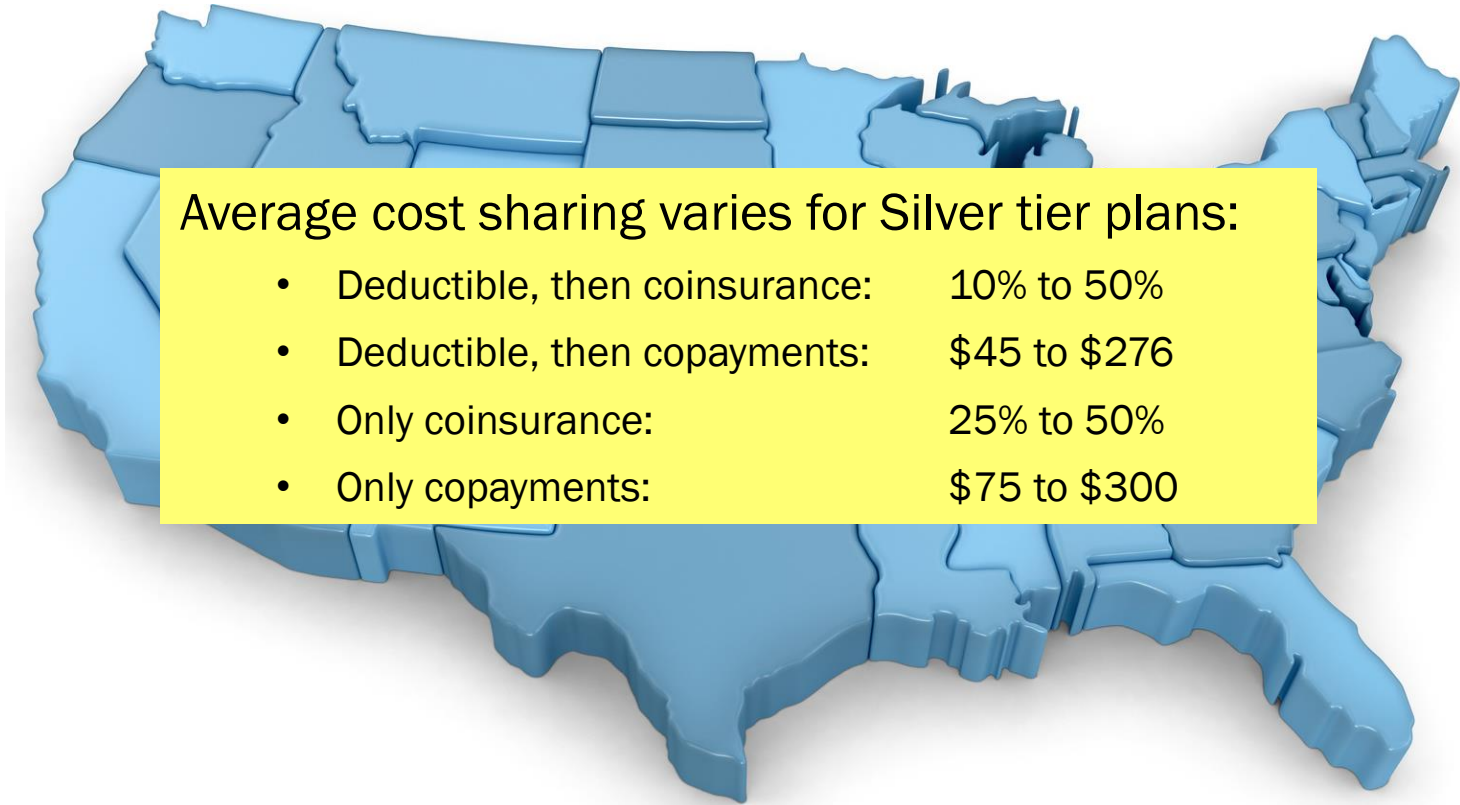 Average cost sharing varies for Silver tier plans:
• Deductible, then coinsurance: 10% to 50%
• Deductible, then copayments: $45 to $276
• Only coinsurance: 25% to 50%
• Only copayments: $75 to $300